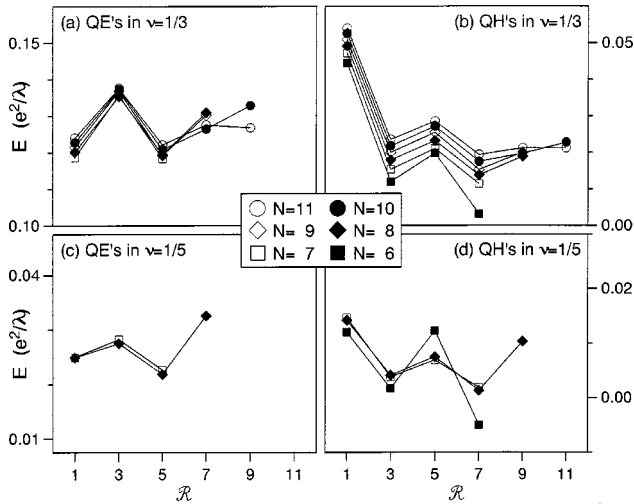 (a) QE's in ν=1/3
(b) QH's in ν=1/3
0.15
0.05
E (e²/λ)
0.10
0.00
N=11
N=10
N= 9
N= 8
N= 7
N= 6
(c) QE's in ν=1/5
(d) QH's in ν=1/5
0.04
0.02
E (e²/λ)
0.00
0.01
1 3 5 7 9 11
1 3 5 7 9 11
ℛ
ℛ